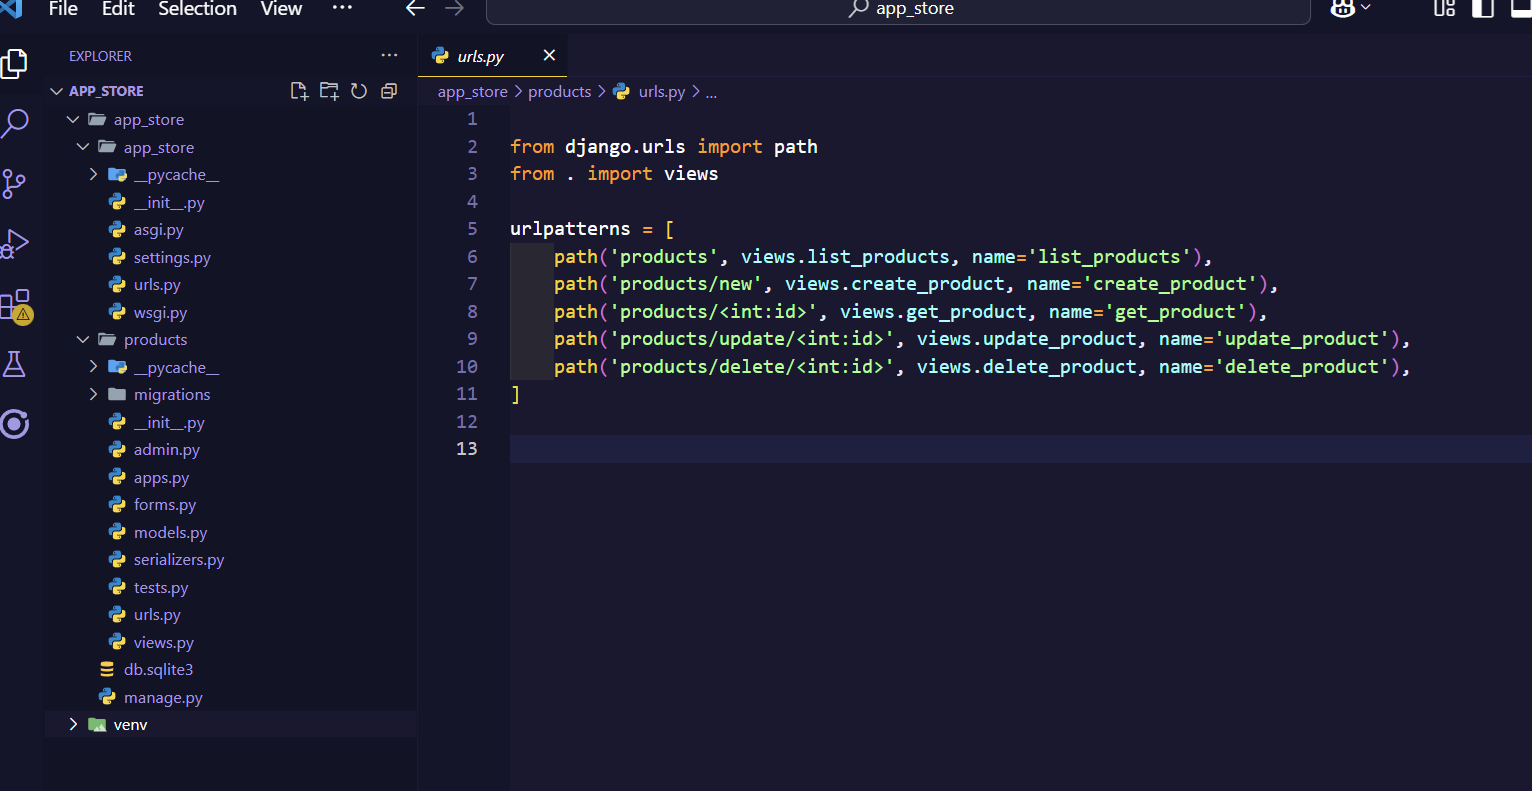 File Edit Selection View ··· app_store
EXPLORER ···
APP_STORE
app_store
app_store
__pycache__
__init__.py
asgi.py
settings.py
urls.py
wsgi.py
products
__pycache__
migrations
__init__.py
admin.py
apps.py
forms.py
models.py
serializers.py
tests.py
urls.py
views.py
db.sqlite3
manage.py
venv
urls.py
app_store > products > urls.py > ...
1
2 from django.urls import path
3 from . import views
4
5 urlpatterns = [
6     path('products', views.list_products, name='list_products'),
7     path('products/new', views.create_product, name='create_product'),
8     path('products/<int:id>', views.get_product, name='get_product'),
9     path('products/update/<int:id>', views.update_product, name='update_product'),
10     path('products/delete/<int:id>', views.delete_product, name='delete_product'),
11 ]
12
13